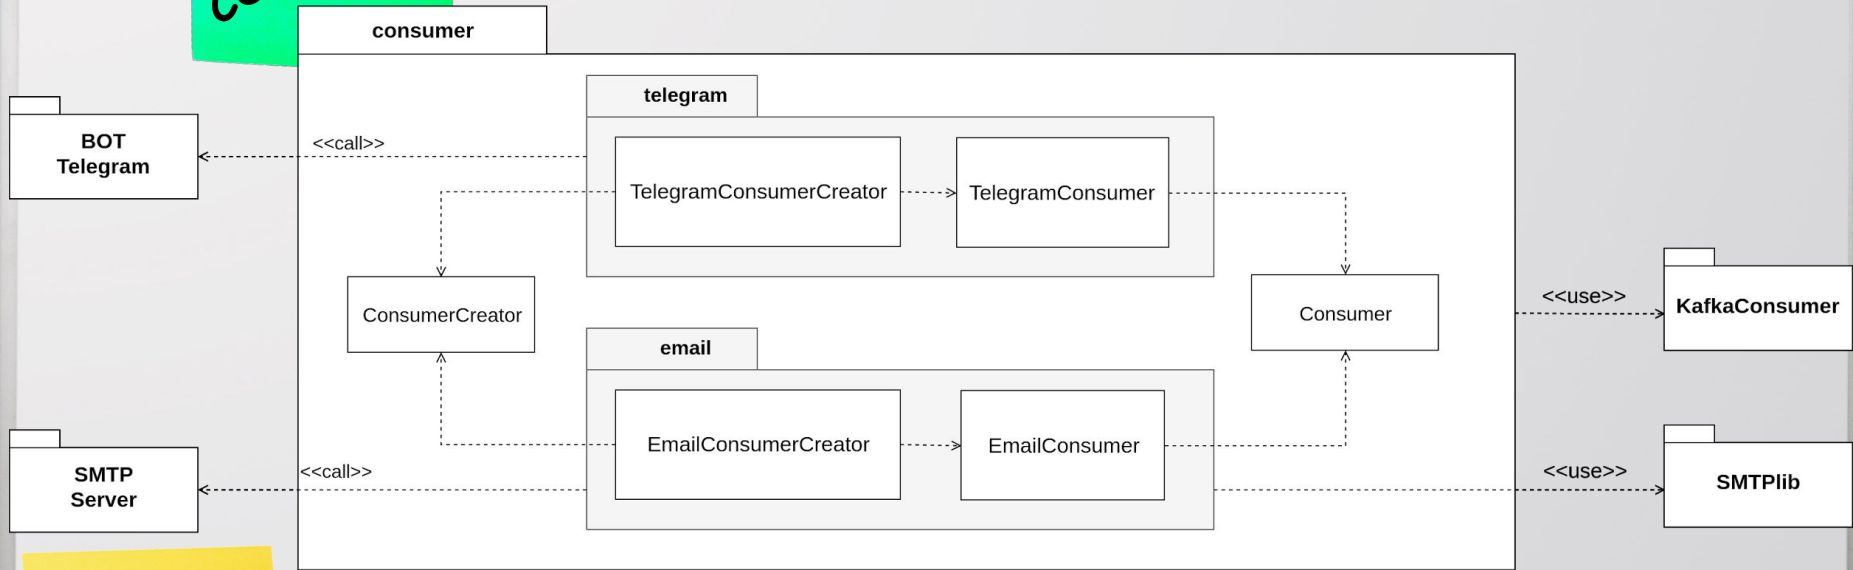 consumer
telegram
BOT
Telegram
<<call>>
TelegramConsumerCreator
TelegramConsumer
ConsumerCreator
Consumer
<<use>>
KafkaConsumer
email
EmailConsumerCreator
EmailConsumer
<<call>>
SMTP
Server
<<use>>
SMTPlib